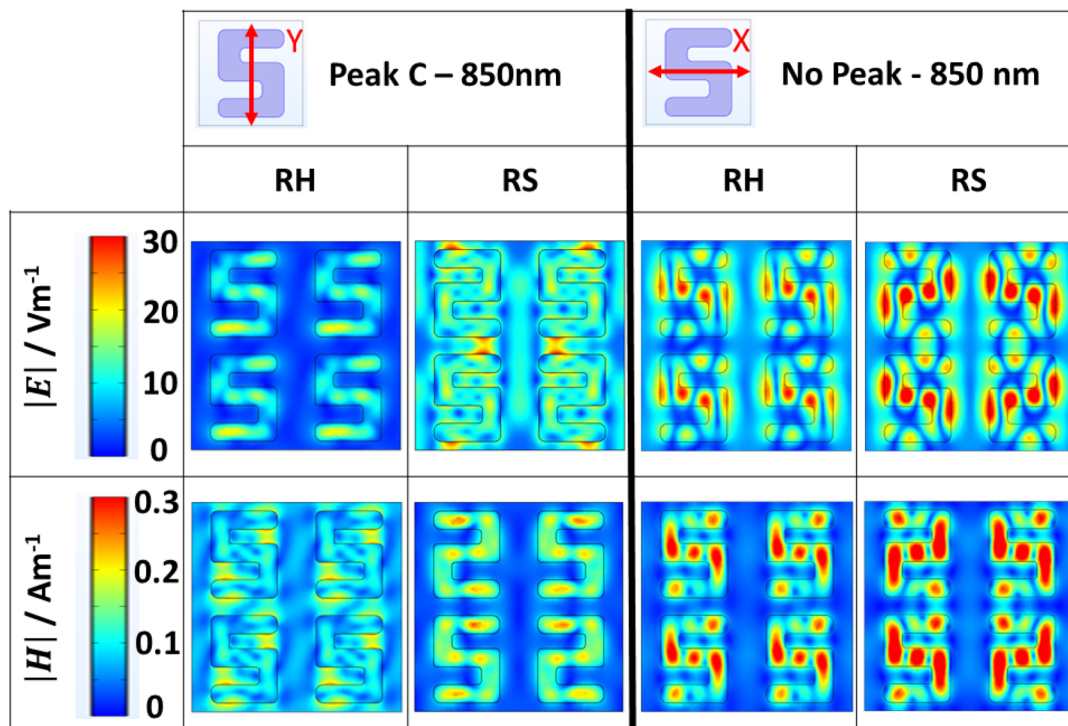 Y
Peak C – 850nm
X
No Peak - 850 nm
RH
RS
RH
RS
|E| / Vm⁻¹
30
20
10
0
|H| / Am⁻¹
0.3
0.2
0.1
0